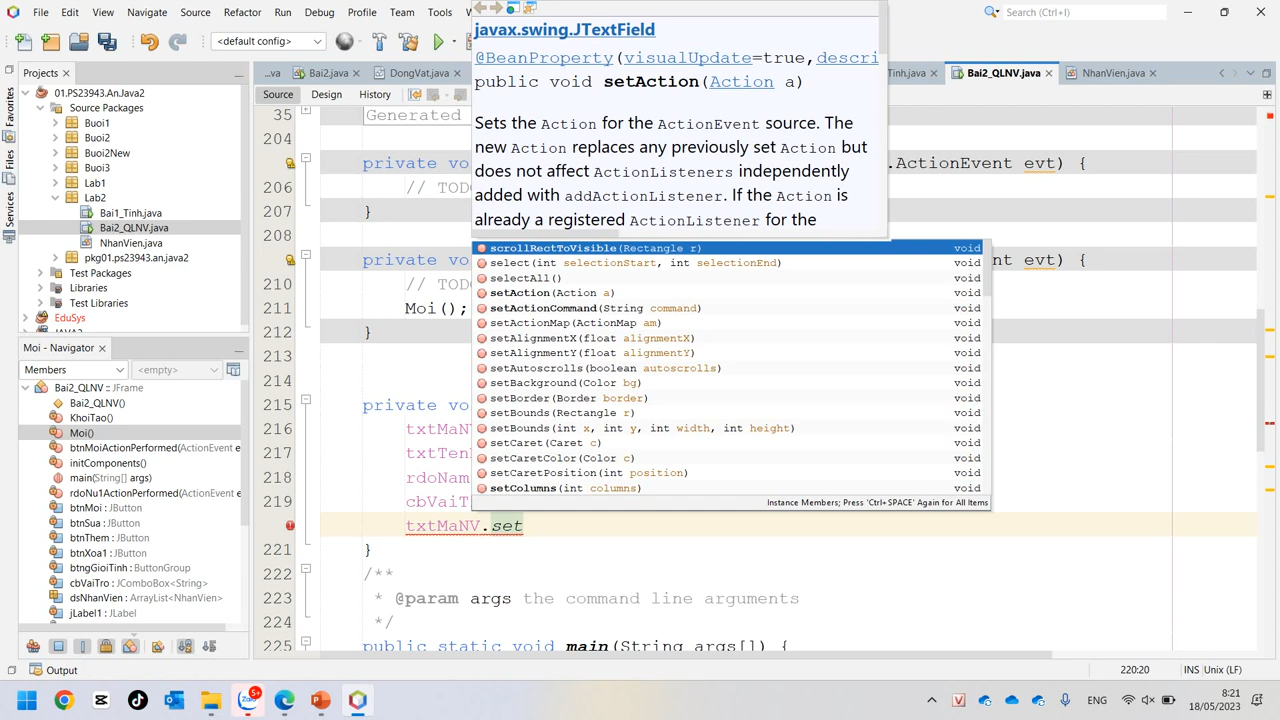 File Edit View Navigate Source Refactor Run Debug Profile Team Tools
Search (Ctrl+I)
<default config>
Projects
01.PS23943.An.Java2
Source Packages
Buoi1
Buoi2
Buoi2New
Buoi3
Lab1
Lab2
Bai1_Tinh.java
Bai2_QLNV.java
NhanVien.java
pkg01.ps23943.an.java2
Test Packages
Libraries
Test Libraries
EduSys
Favorites
Files
Services
Moi - Navigator
Members
<empty>
Bai2_QLNV :: JFrame
Bai2_QLNV()
KhoiTao()
Moi()
btnMoiActionPerformed(ActionEvent e
initComponents()
main(String[] args)
rdoNu1ActionPerformed(ActionEvent
btnMoi : JButton
btnSua : JButton
btnThem : JButton
btnXoa1 : JButton
btngGioiTinh : ButtonGroup
cbVaiTro : JComboBox<String>
dsNhanVien : ArrayList<NhanVien>
jLabel1 : JLabel
...va Bai2.java DongVat.java Tinh.java Bai2_QLNV.java NhanVien.java
Source Design History
javax.swing.JTextField
@BeanProperty(visualUpdate=true,descri
public void setAction(Action a)
Sets the Action for the ActionEvent source. The
new Action replaces any previously set Action but
does not affect ActionListeners independently
added with addActionListener. If the Action is
already a registered ActionListener for the
35 Generated
204
private vo .ActionEvent evt) {
206 // TODO
207 }
208
private vo ent evt) {
210 // TODO
211 Moi();
212 }
213
214
215 private vo
216 txtMaNV
217 txtTen
218 rdoNam
219 cbVaiT
txtMaNV.set
221 }
222 /**
223 * @param args the command line arguments
224 */
225 public static void main(String args[]) {
scrollRectToVisible(Rectangle r) void
select(int selectionStart, int selectionEnd) void
selectAll() void
setAction(Action a) void
setActionCommand(String command) void
setActionMap(ActionMap am) void
setAlignmentX(float alignmentX) void
setAlignmentY(float alignmentY) void
setAutoscrolls(boolean autoscrolls) void
setBackground(Color bg) void
setBorder(Border border) void
setBounds(Rectangle r) void
setBounds(int x, int y, int width, int height) void
setCaret(Caret c) void
setCaretColor(Color c) void
setCaretPosition(int position) void
setColumns(int columns) void
Instance Members; Press 'Ctrl+SPACE' Again for All Items
Output
220:20 INS Unix (LF)
Zalo 5+
ENG
8:21
18/05/2023